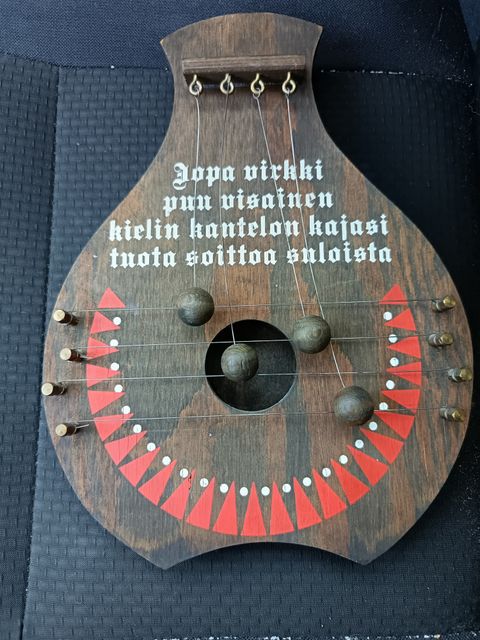 Jopa virkki
puu visainen
kielin kantelon kajasi
tuota soittoa suloista